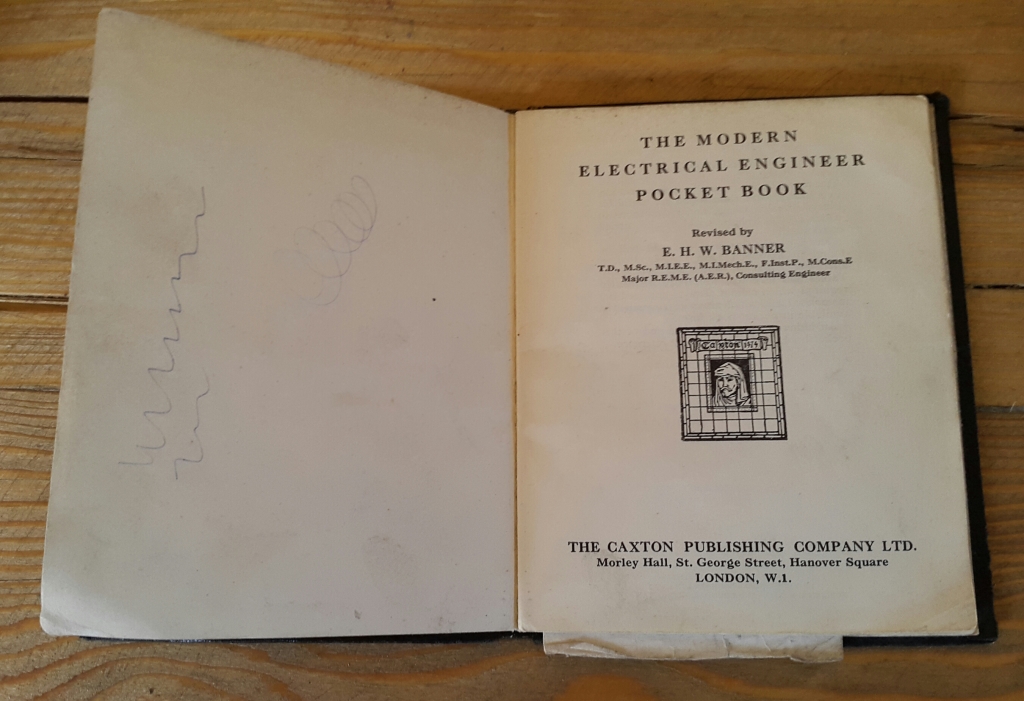 THE MODERN
ELECTRICAL ENGINEER
POCKET BOOK
Revised by
E. H. W. BANNER
T.D., M.Sc., M.I.E.E., M.I.Mech.E., F.Inst.P., M.Cons.E
Major R.E.M.E. (A.E.R.), Consulting Engineer
Caxton
THE CAXTON PUBLISHING COMPANY LTD.
Morley Hall, St. George Street, Hanover Square
LONDON, W.1.